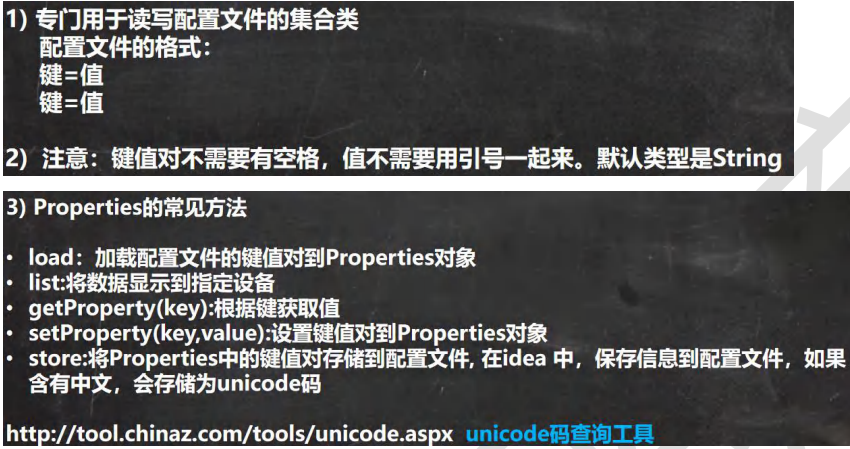 1) 专门用于读写配置文件的集合类
配置文件的格式：
键=值
键=值
2) 注意：键值对不需要有空格，值不需要用引号一起来。默认类型是String
3) Properties的常见方法
• load：加载配置文件的键值对到Properties对象
• list:将数据显示到指定设备
• getProperty(key):根据键获取值
• setProperty(key,value):设置键值对到Properties对象
• store:将Properties中的键值对存储到配置文件, 在idea 中，保存信息到配置文件，如果
含有中文，会存储为unicode码
http://tool.chinaz.com/tools/unicode.aspx unicode码查询工具